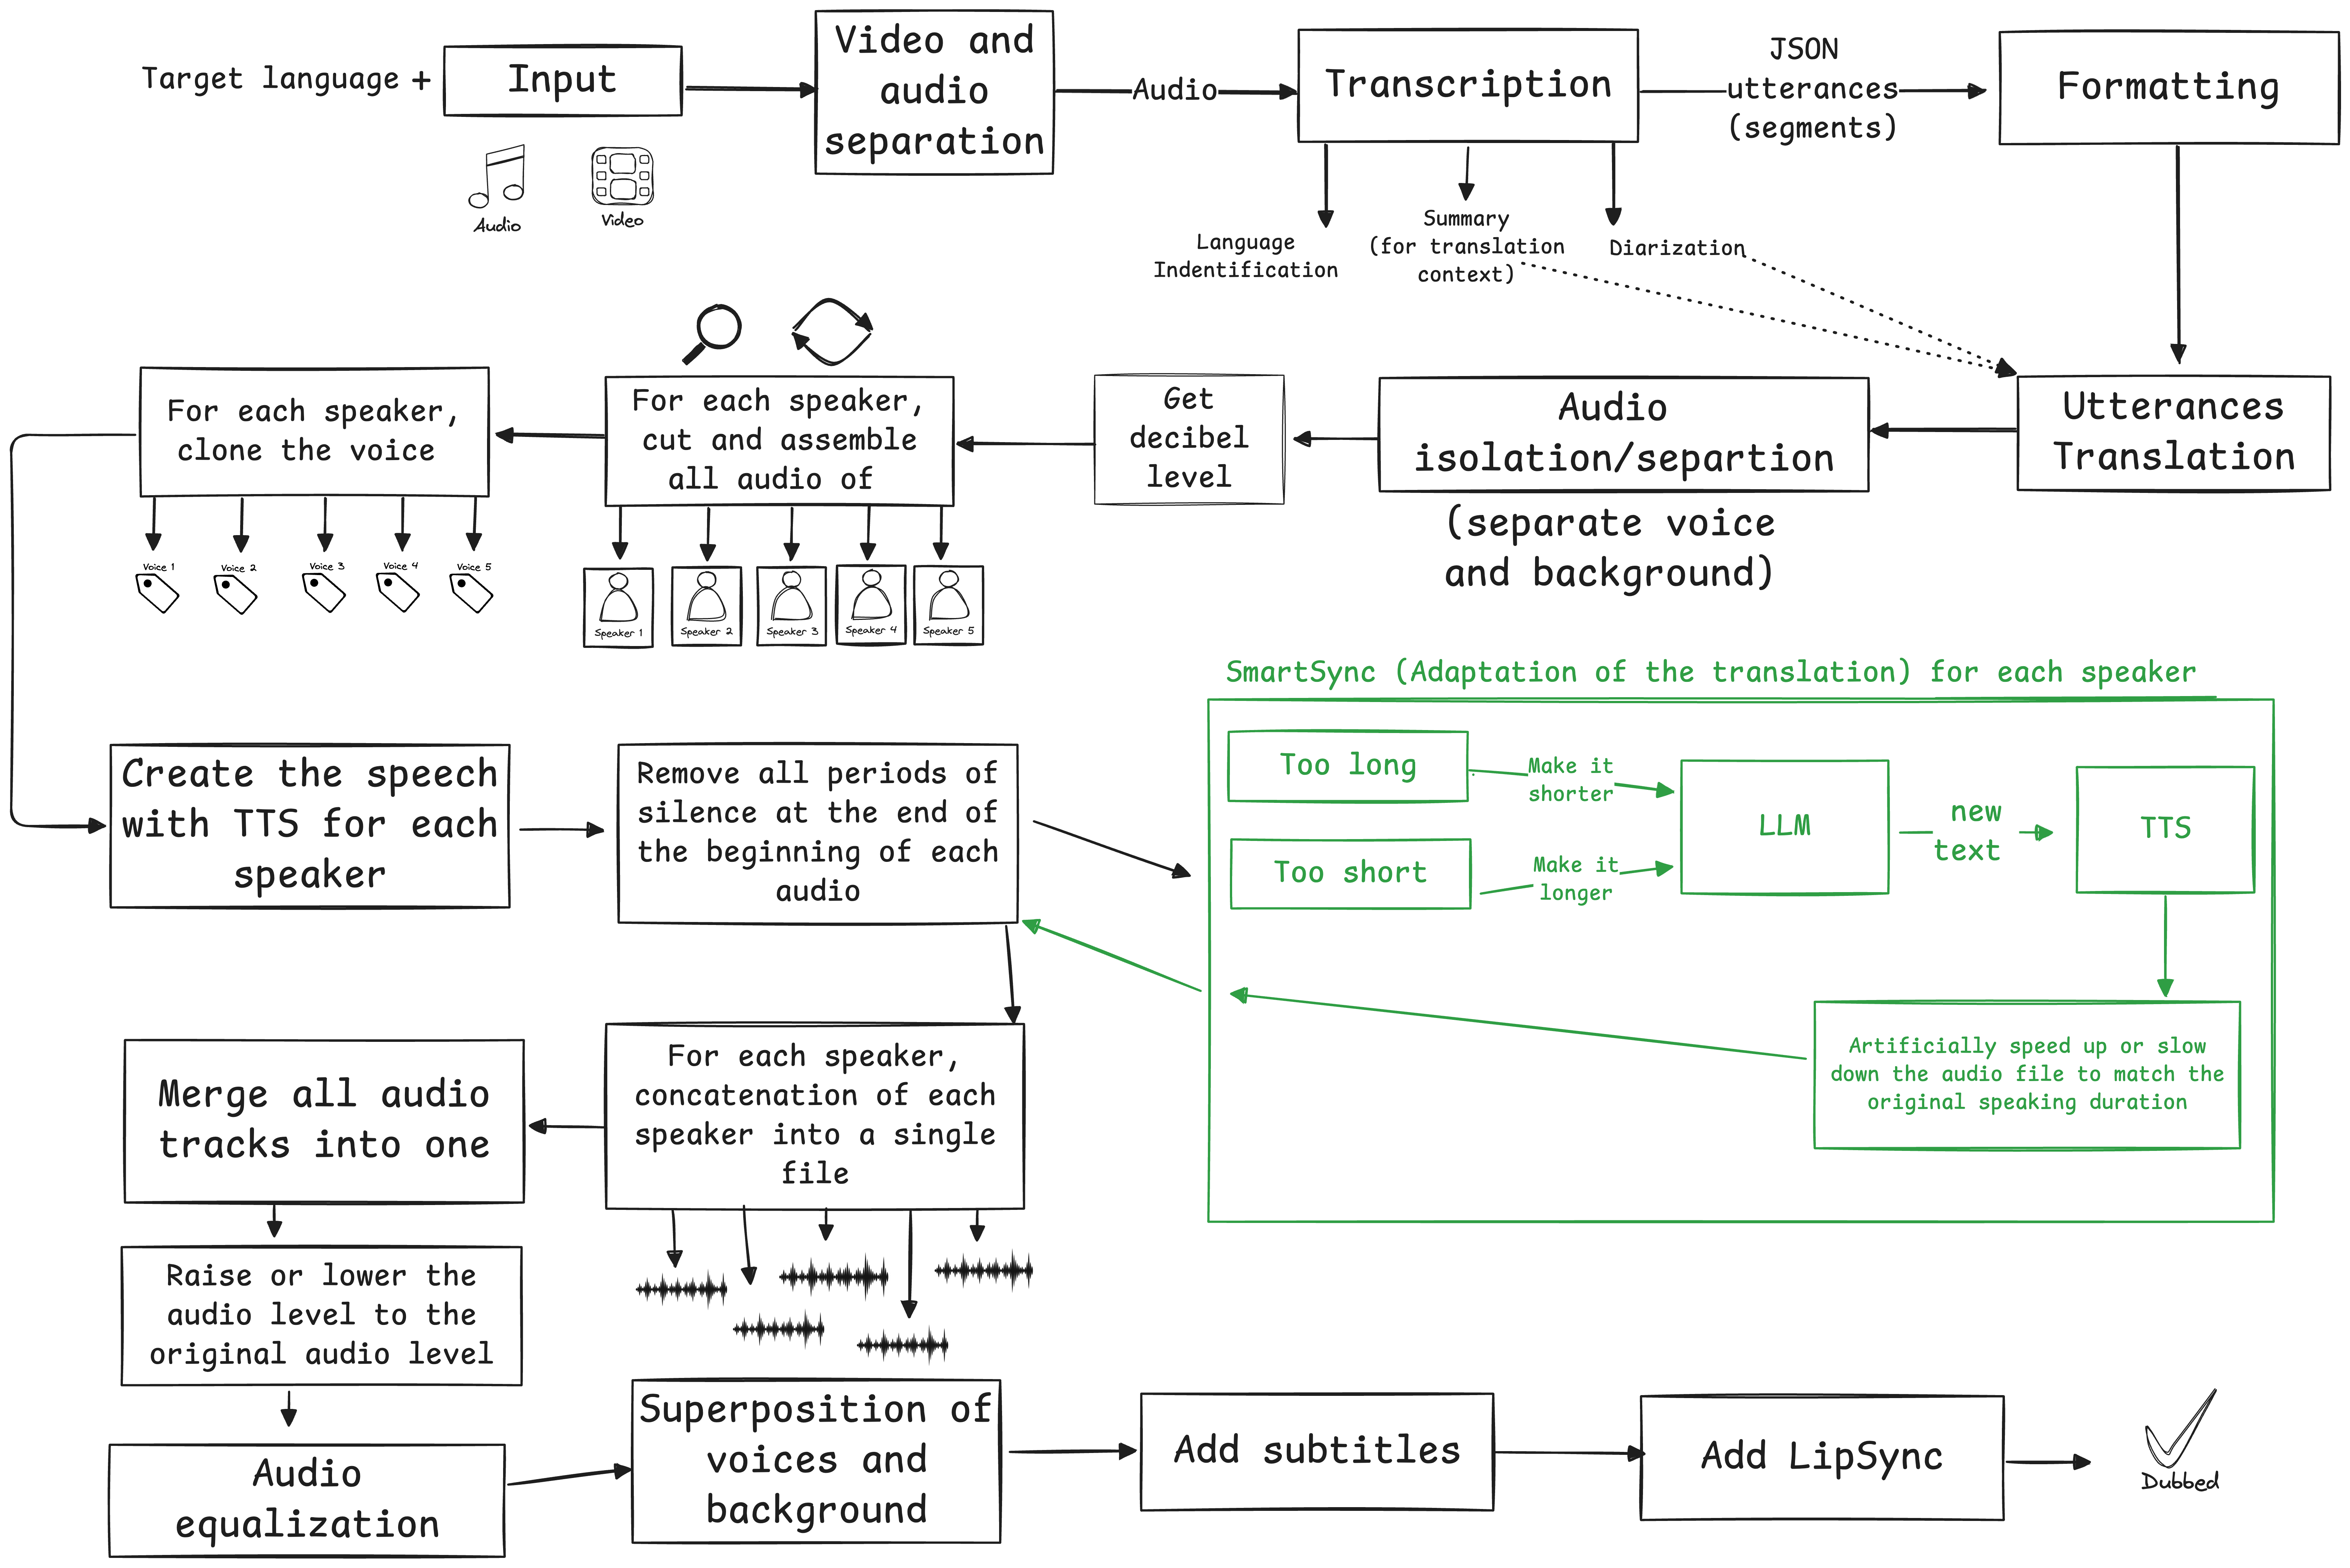 Target language +
Input
Audio
Video
Video and
audio
separation
Audio
Transcription
JSON
utterances
(segments)
Formatting
Language
Indentification
Summary
(for translation
context)
Diarization
Utterances
Translation
Audio
isolation/separtion
(separate voice
and background)
Get
decibel
level
For each speaker,
cut and assemble
all audio of
Speaker 1
Speaker 2
Speaker 3
Speaker 4
Speaker 5
For each speaker,
clone the voice
Voice 1
Voice 2
Voice 3
Voice 4
Voice 5
Create the speech
with TTS for each
speaker
Remove all periods of
silence at the end of
the beginning of each
audio
SmartSync (Adaptation of the translation) for each speaker
Too long
Make it
shorter
Too short
Make it
longer
LLM
new
text
TTS
Artificially speed up or slow
down the audio file to match the
original speaking duration
For each speaker,
concatenation of each
speaker into a single
file
Merge all audio
tracks into one
Raise or lower the
audio level to the
original audio level
Audio
equalization
Superposition of
voices and
background
Add subtitles
Add LipSync
Dubbed